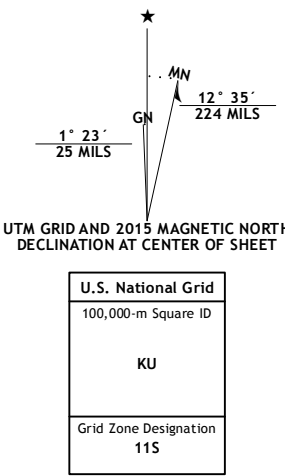 MN
GN
12° 35´
224 MILS
1° 23´
25 MILS
UTM GRID AND 2015 MAGNETIC NORTH
DECLINATION AT CENTER OF SHEET
U.S. National Grid
100,000-m Square ID
KU
Grid Zone Designation
11S